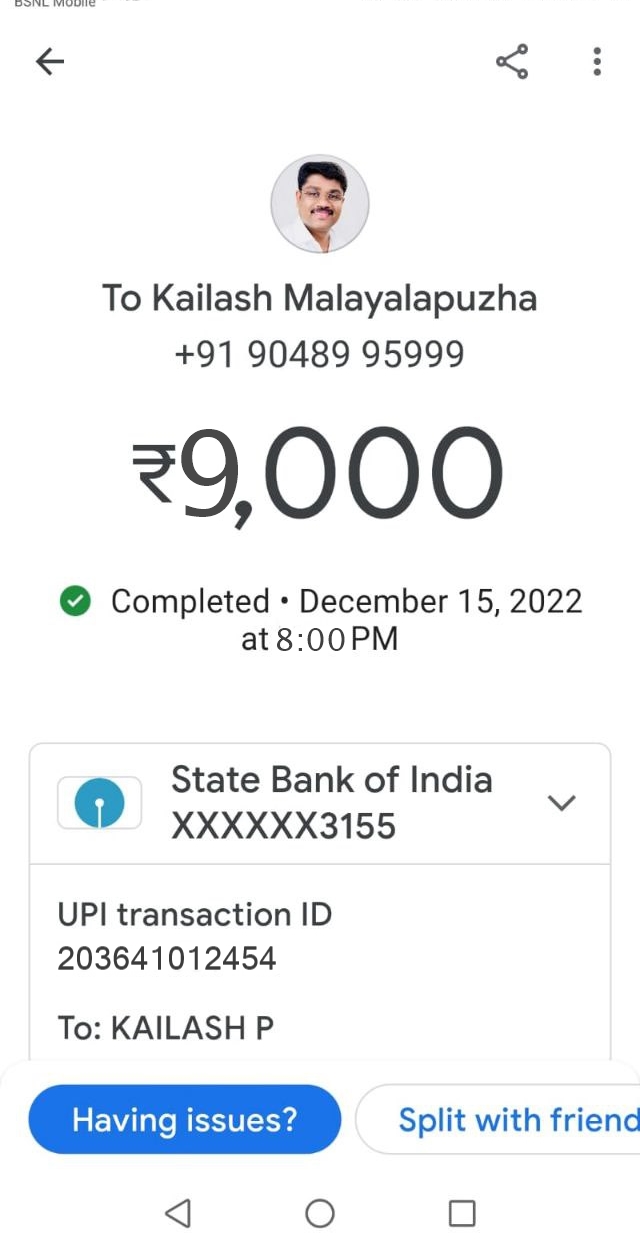 BSNL Mobile
To Kailash Malayalapuzha
+91 90489 95999
₹9,000
Completed • December 15, 2022
at 8:00 PM
State Bank of India
XXXXXX3155
UPI transaction ID
203641012454
To: KAILASH P
Having issues?
Split with friend